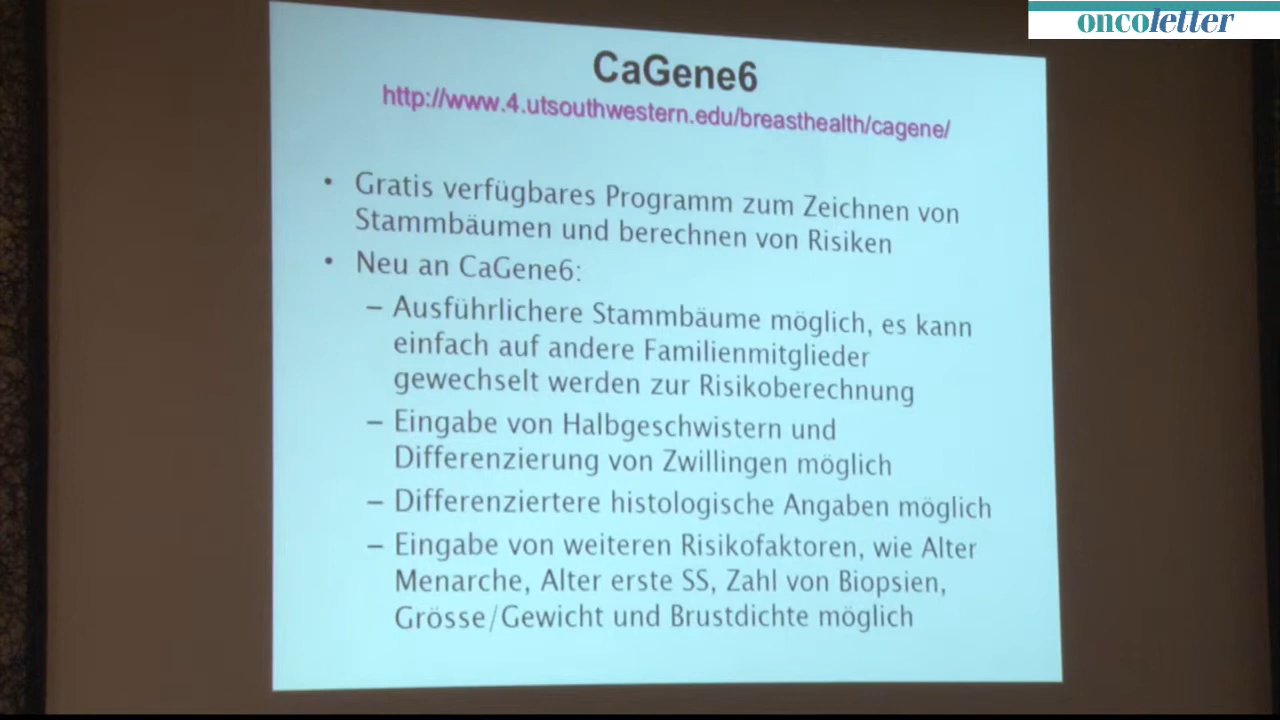 oncoletter
CaGene6
http://www.4.utsouthwestern.edu/breasthealth/cagene/
• Gratis verfügbares Programm zum Zeichnen von
Stammbäumen und berechnen von Risiken
• Neu an CaGene6:
– Ausführlichere Stammbäume möglich, es kann
einfach auf andere Familienmitglieder
gewechselt werden zur Risikoberechnung
– Eingabe von Halbgeschwistern und
Differenzierung von Zwillingen möglich
– Differenziertere histologische Angaben möglich
– Eingabe von weiteren Risikofaktoren, wie Alter
Menarche, Alter erste SS, Zahl von Biopsien,
Grösse/Gewicht und Brustdichte möglich